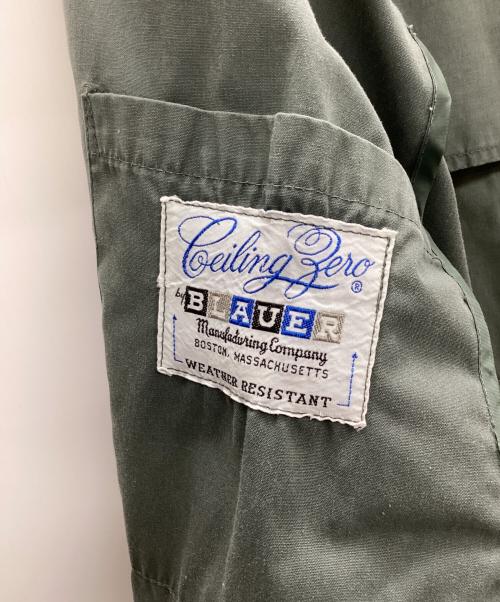 Ceiling Zero ®
by BLAUER
Manufacturing Company
BOSTON, MASSACHUSETTS
WEATHER RESISTANT